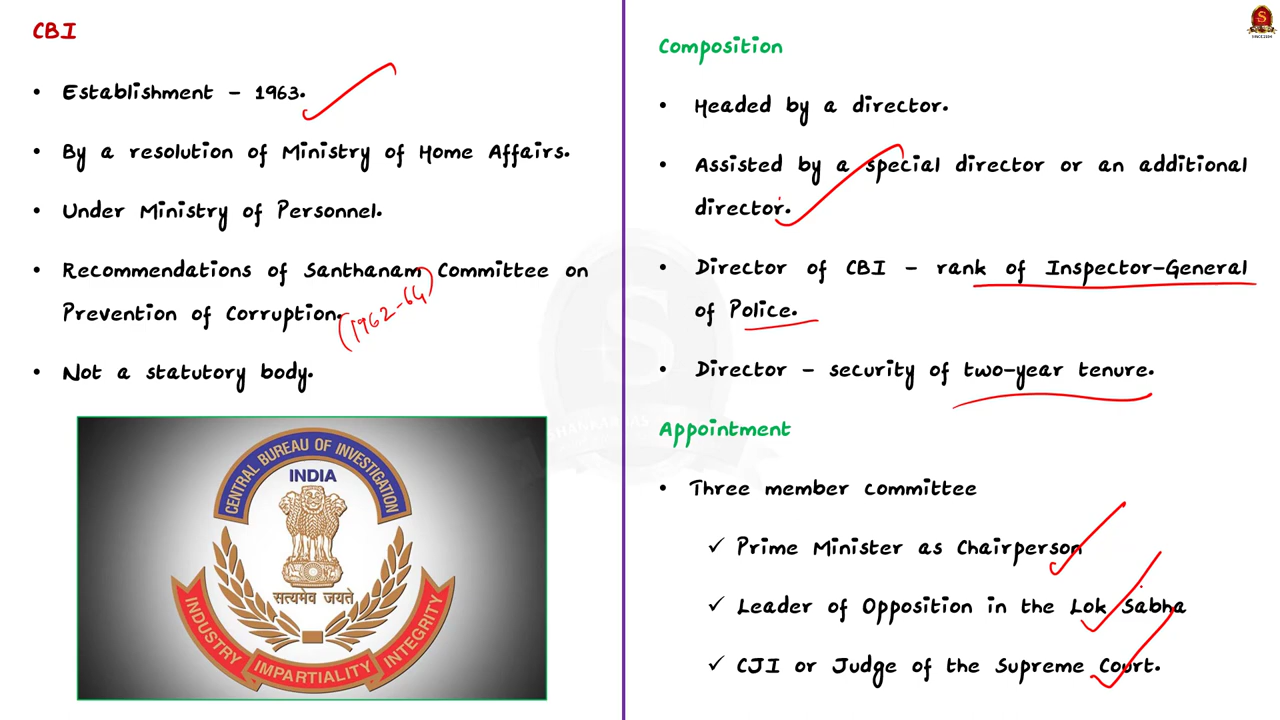 CBI
• Establishment – 1963.
• By a resolution of Ministry of Home Affairs.
• Under Ministry of Personnel.
• Recommendations of Santhanam Committee on
Prevention of Corruption.
(1962-64)
• Not a statutory body.
CENTRAL BUREAU OF INVESTIGATION
INDIA
सत्यमेव जयते
INDUSTRY
IMPARTIALITY
INTEGRITY
Composition
• Headed by a director.
• Assisted by a special director or an additional
director.
• Director of CBI – rank of Inspector-General
of Police.
• Director – security of two-year tenure.
Appointment
• Three member committee
✓ Prime Minister as Chairperson
✓ Leader of Opposition in the Lok Sabha
✓ CJI or Judge of the Supreme Court.
S